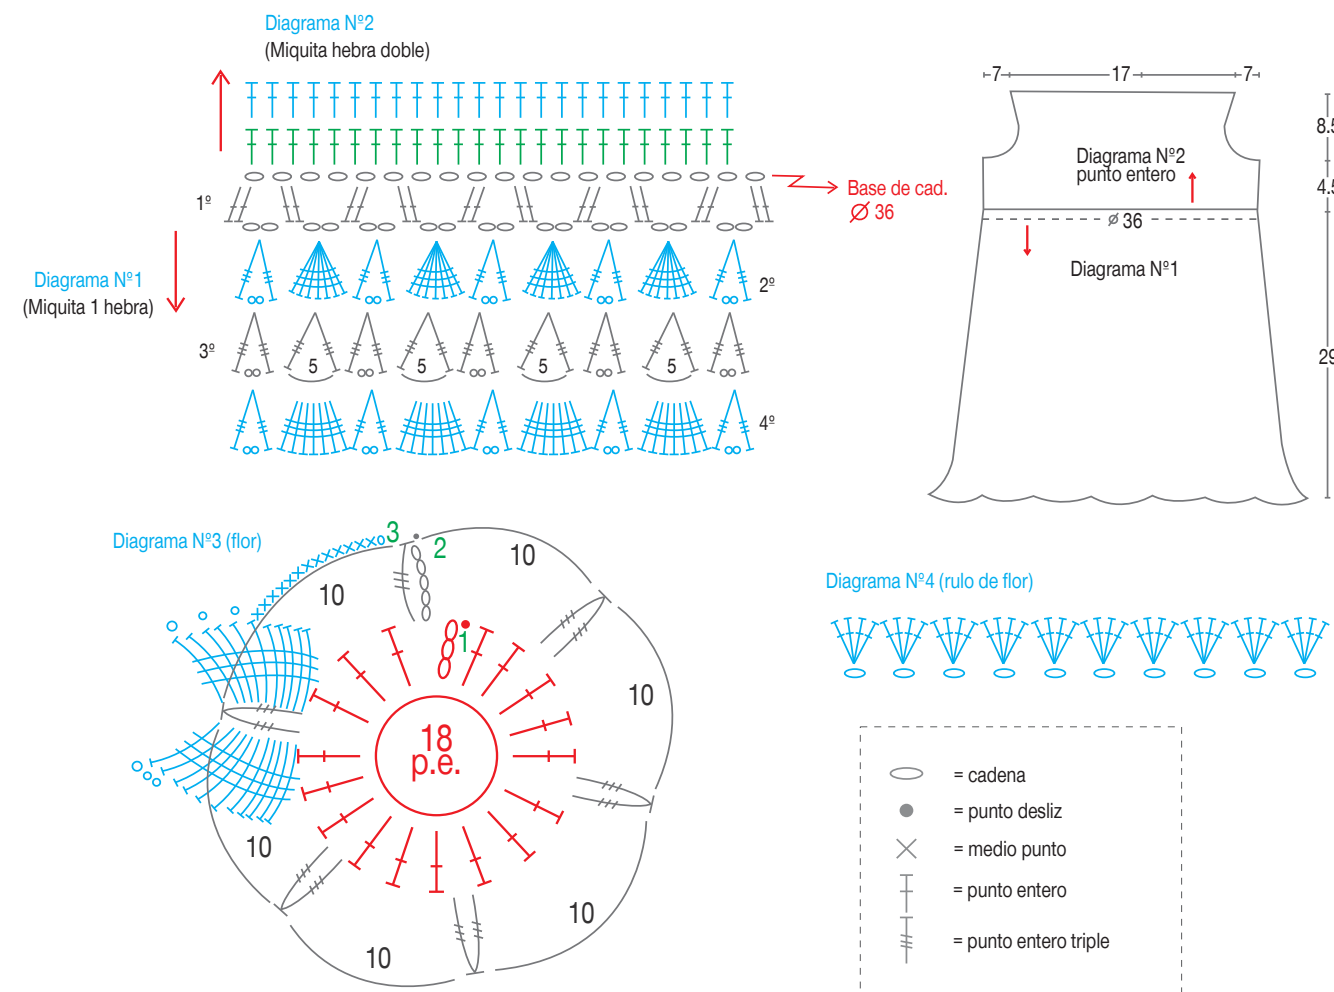 Diagrama Nº2
(Miquita hebra doble)
1º
Base de cad.
Ø 36
Diagrama Nº1
(Miquita 1 hebra)
2º
3º
5
5
5
5
4º
7
17
7
8.5
Diagrama Nº2
punto entero
4.5
Ø 36
Diagrama Nº1
29
Diagrama Nº3 (flor)
3
2
10
10
1
10
18
p.e.
10
10
10
Diagrama Nº4 (rulo de flor)
= cadena
= punto desliz
= medio punto
= punto entero
= punto entero triple